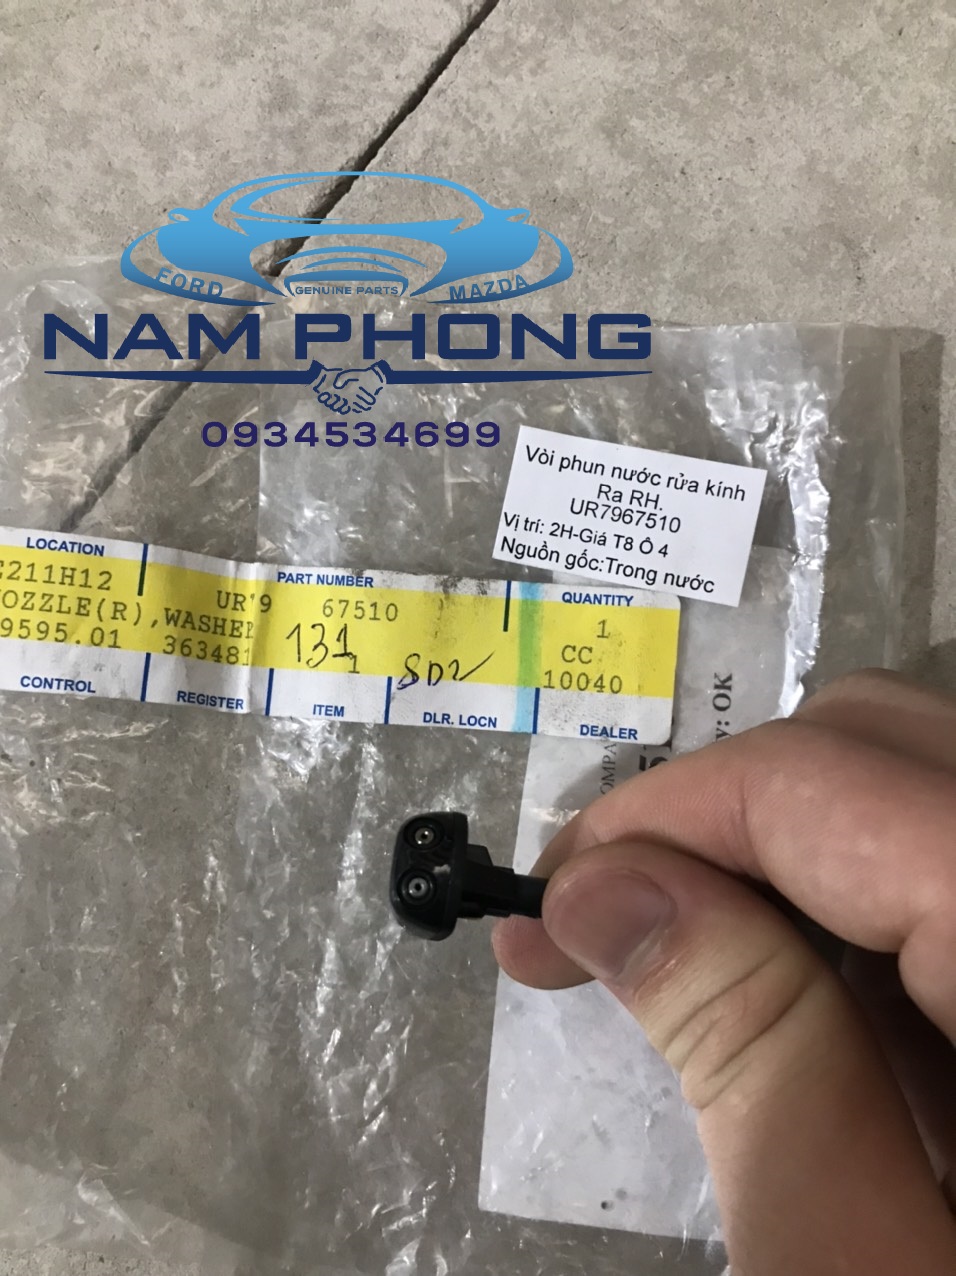 FORD
GENUINE PARTS
MAZDA
NAM PHONG
0934534699
Vòi phun nước rửa kính
Ra RH.
UR7967510
Vị trí: 2H-Giá T8 Ô 4
Nguồn gốc:Trong nước
LOCATION
PART NUMBER
QUANTITY
211H12
67510
1
OZZLE(R), WASHER
131
CC
9595.01
363481
1
SD2
10040
CONTROL
REGISTER
ITEM
DLR. LOCN
DEALER
y: OK
OMPA